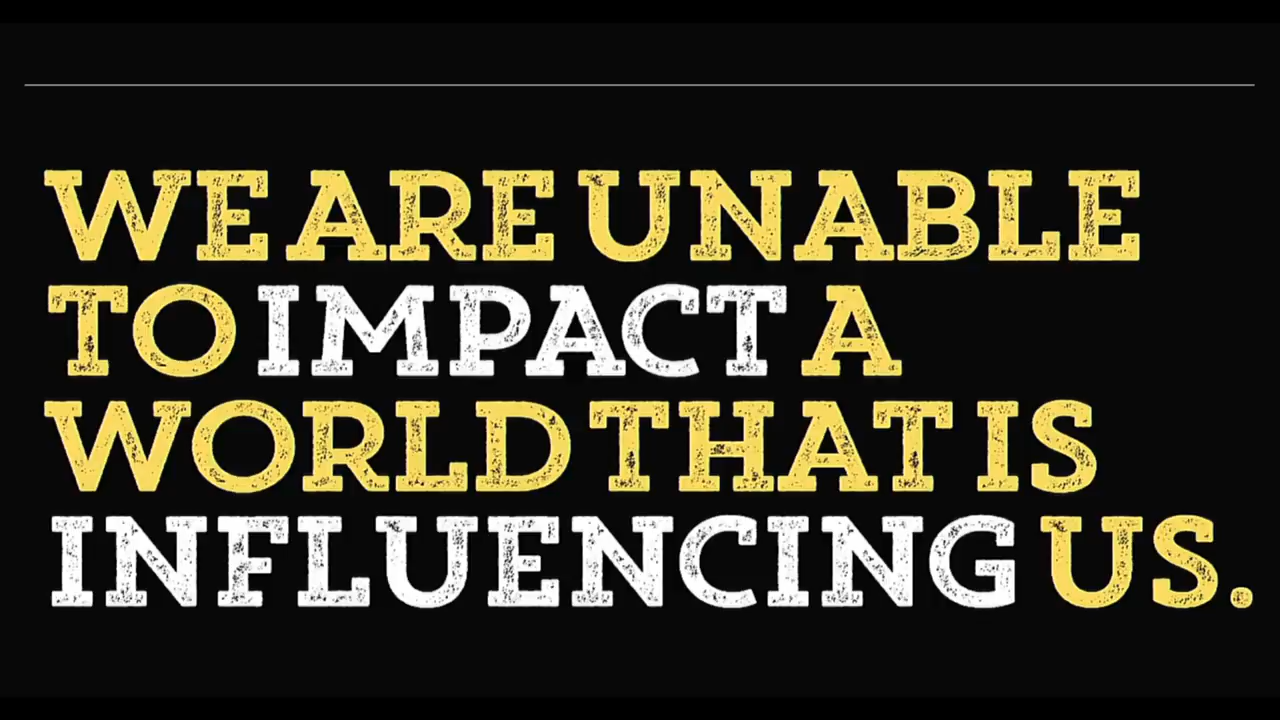 WE ARE UNABLE
TO IMPACT A
WORLD THAT IS
INFLUENCING US.